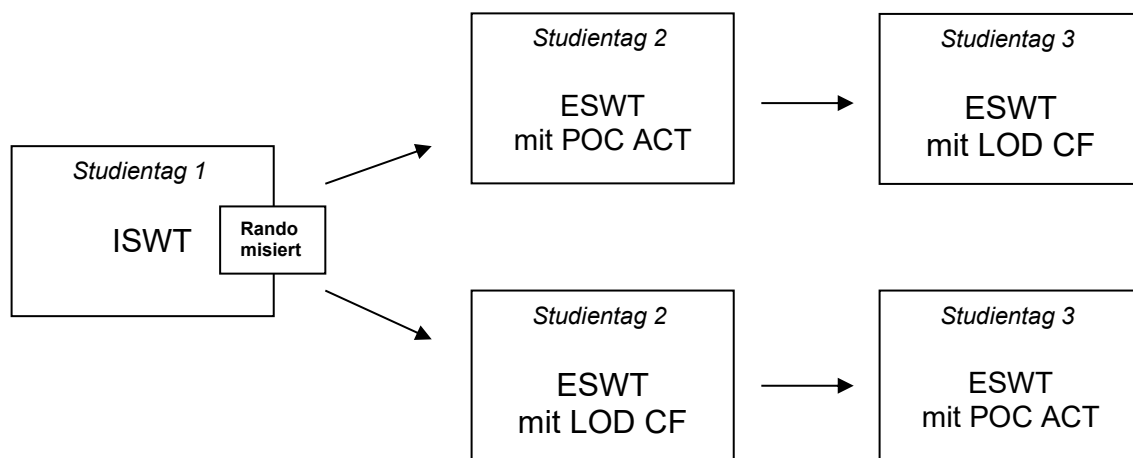 Studientag 1
ISWT
Rando
misiert
Studientag 2
ESWT
mit POC ACT
Studientag 3
ESWT
mit LOD CF
Studientag 2
ESWT
mit LOD CF
Studientag 3
ESWT
mit POC ACT